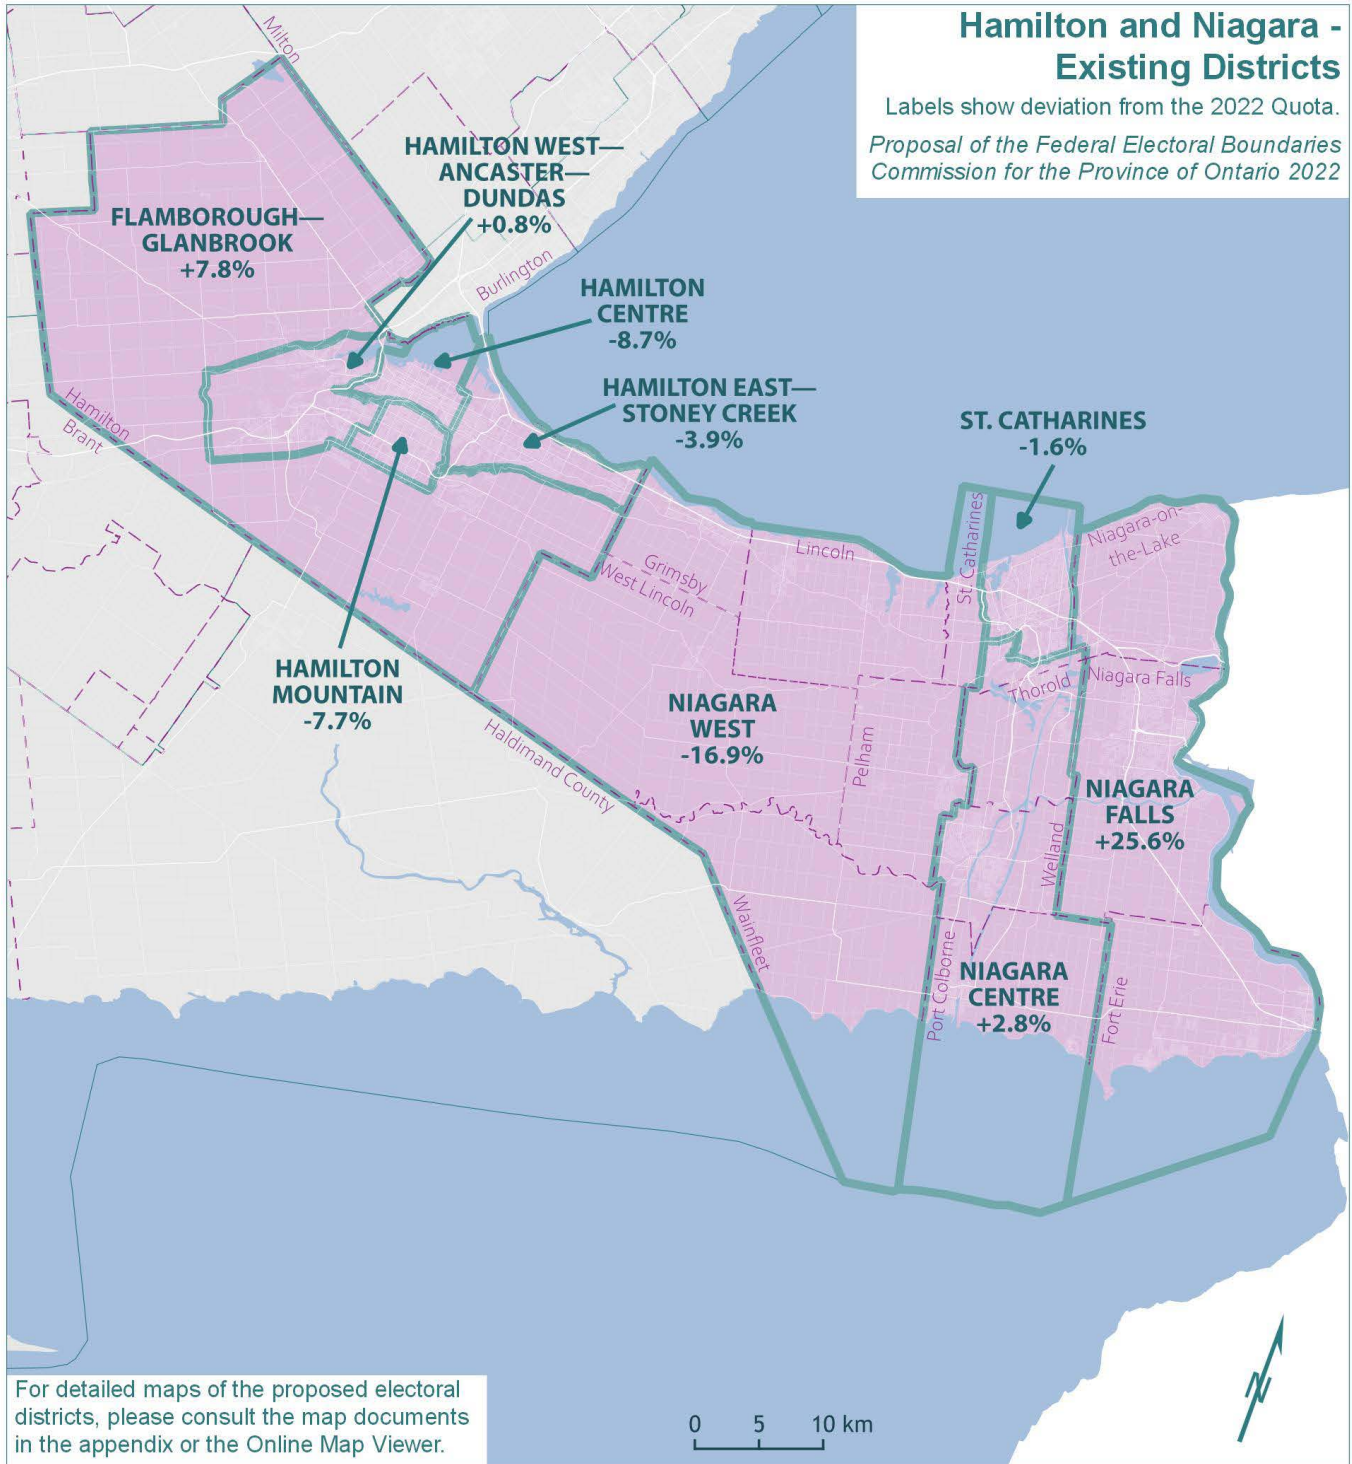 Hamilton and Niagara -
Existing Districts
Labels show deviation from the 2022 Quota.
Proposal of the Federal Electoral Boundaries
Commission for the Province of Ontario 2022
Milton
HAMILTON WEST—
ANCASTER—
DUNDAS
+0.8%
FLAMBOROUGH—
GLANBROOK
+7.8%
Burlington
HAMILTON
CENTRE
-8.7%
HAMILTON EAST—
STONEY CREEK
-3.9%
Hamilton
Brant
ST. CATHARINES
-1.6%
St. Catharines
Niagara-on-
the-Lake
Lincoln
Grimsby
West Lincoln
HAMILTON
MOUNTAIN
-7.7%
Thorold
Niagara Falls
NIAGARA
WEST
-16.9%
Haldimand County
Pelham
NIAGARA
FALLS
+25.6%
Welland
Wainfleet
Port Colborne
NIAGARA
CENTRE
+2.8%
Fort Erie
For detailed maps of the proposed electoral
districts, please consult the map documents
in the appendix or the Online Map Viewer.
0 5 10 km
N